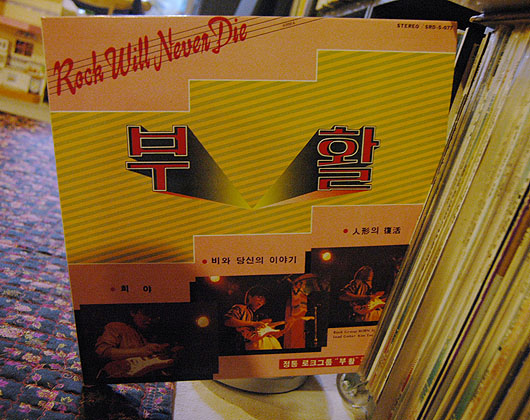 Rock Will Never Die
STEREO
부활
● 人形의 復活
● 비와 당신의 이야기
● 희 야
정통 로크그룹 "부활"